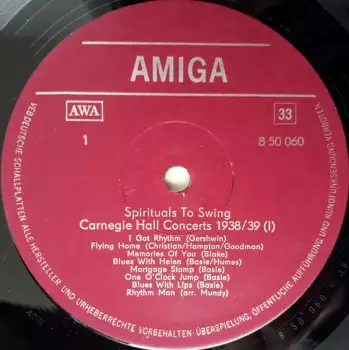 AMIGA
AWA
33
1
8 50 060
Spirituals To Swing
Carnegie Hall Concerts 1938/39 (I)
I Got Rhythm (Gershwin)
Flying Home (Christian/Hampton/Goodman)
Memories Of You (Blake)
Blues With Helen (Basie/Humes)
Mortgage Stomp (Basie)
One O'Clock Jump (Basie)
Blues With Lips (Basie)
Rhythm Man (arr. Mundy)
VEB DEUTSCHE SCHALLPLATTEN · ALLE HERSTELLER- UND URHEBERRECHTE VORBEHALTEN · ÜBERSPIELUNG, ÖFFENTLICHE AUFFÜHRUNG UND RUNDFUNKSENDUNG VERBOTEN